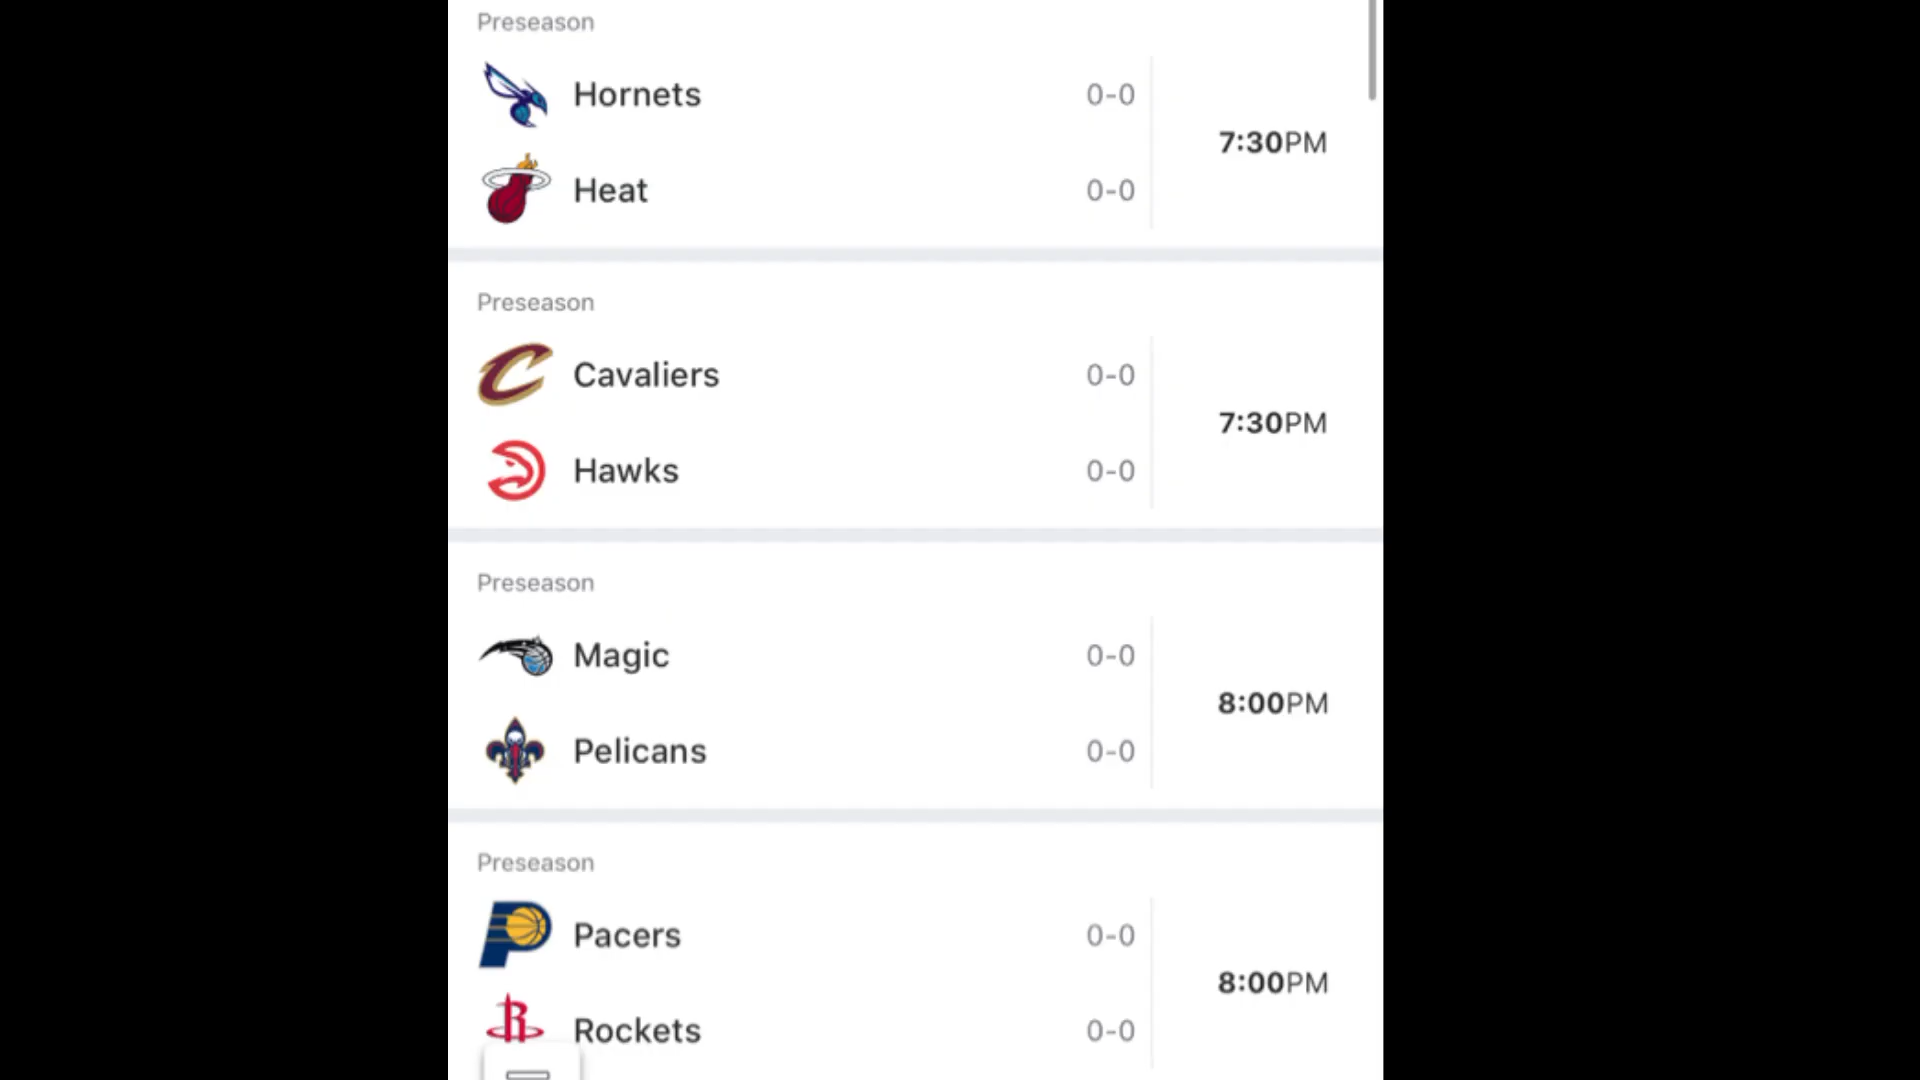 Preseason
Hornets 0-0
7:30PM
Heat 0-0
Preseason
Cavaliers 0-0
7:30PM
Hawks 0-0
Preseason
Magic 0-0
8:00PM
Pelicans 0-0
Preseason
Pacers 0-0
8:00PM
Rockets 0-0